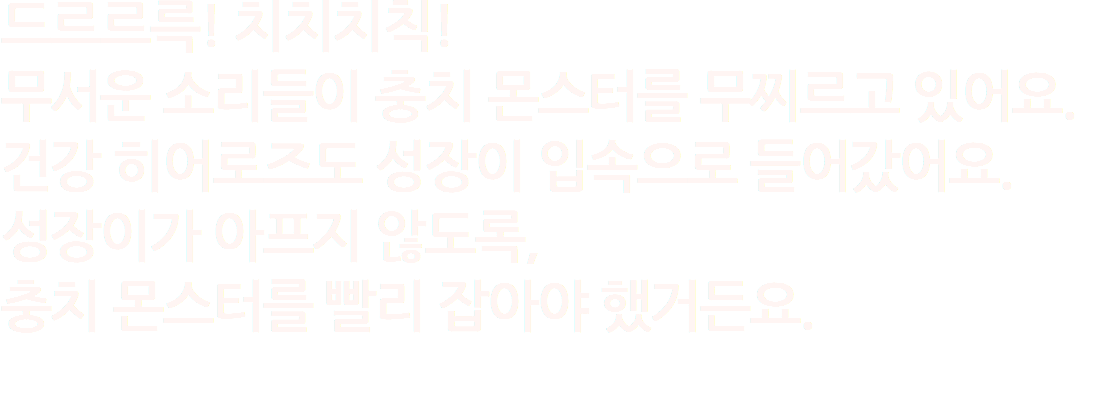 드르르륵! 치치치칙!
무서운 소리들이 충치 몬스터를 무찌르고 있어요.
건강 히어로즈도 성장이 입속으로 들어갔어요.
성장이가 아프지 않도록,
충치 몬스터를 빨리 잡아야 했거든요.